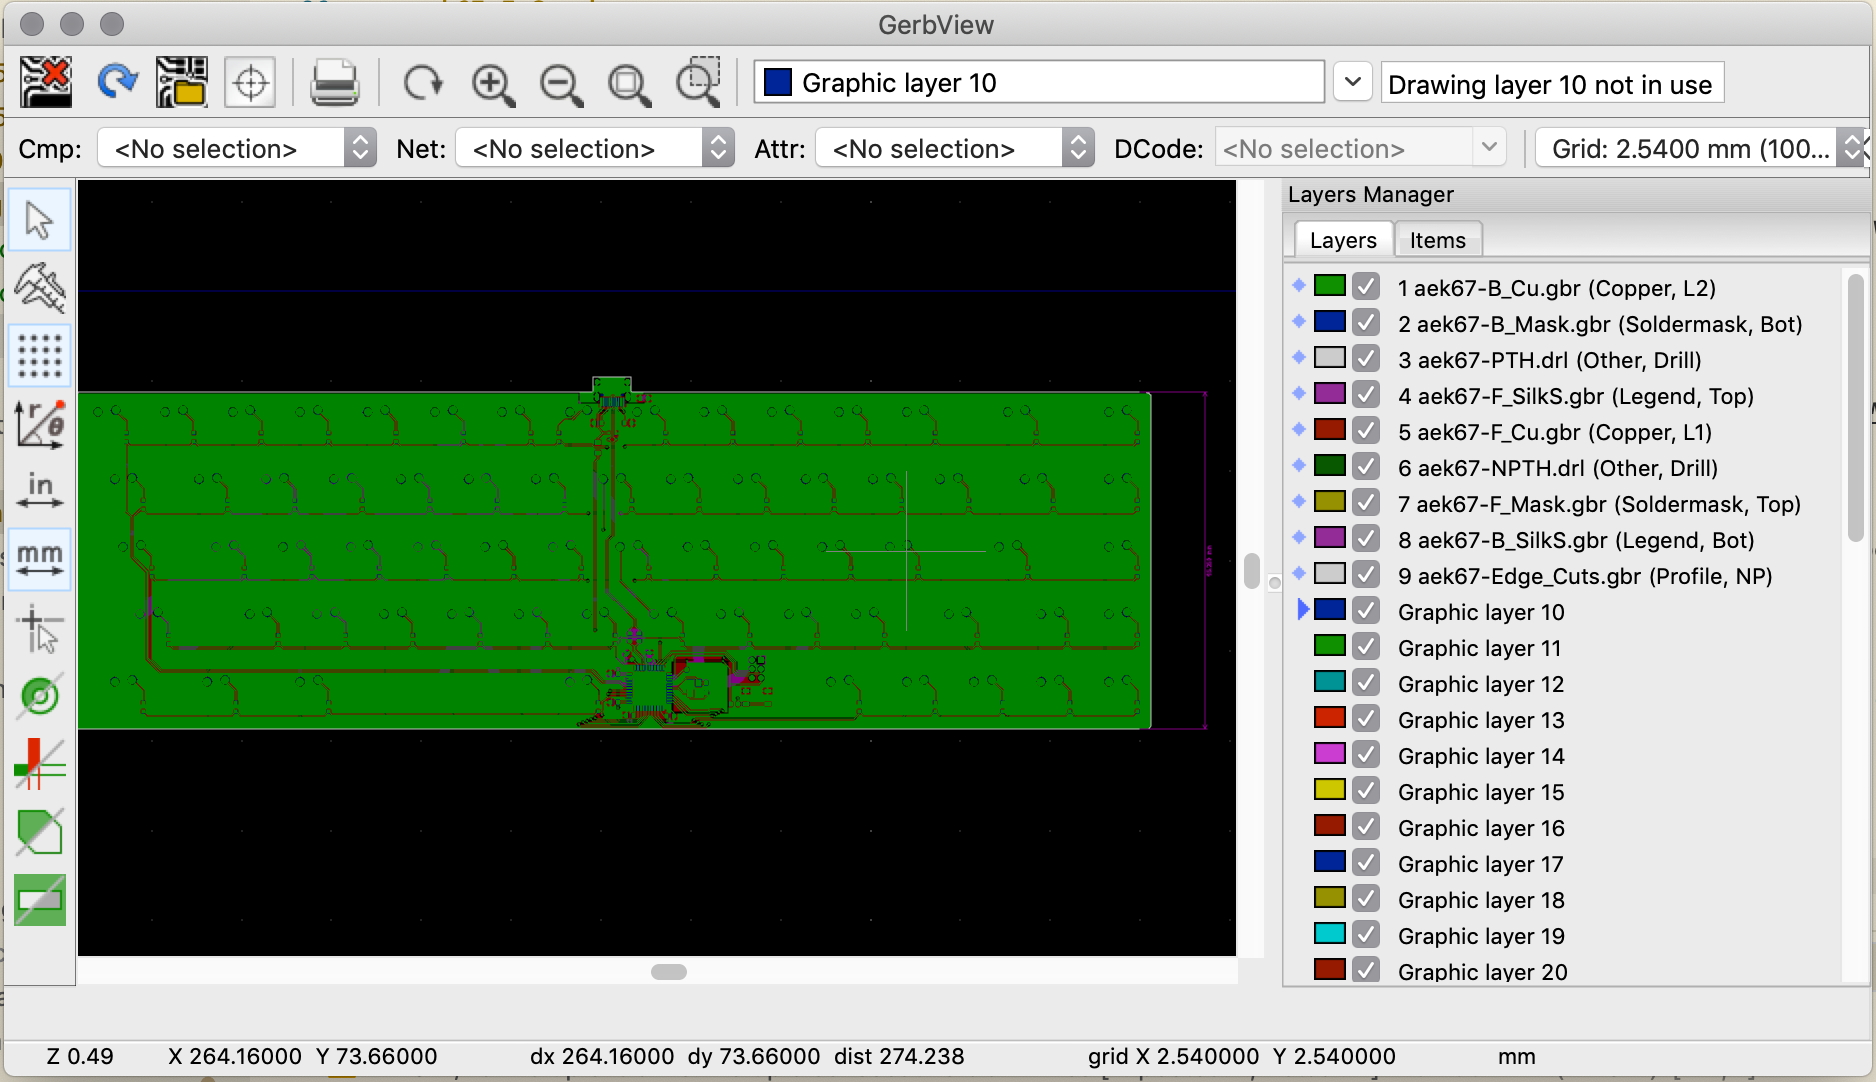 GerbView
Graphic layer 10
Drawing layer 10 not in use
Cmp: <No selection> Net: <No selection> Attr: <No selection> DCode: <No selection> Grid: 2.5400 mm (100...
Layers Manager
Layers Items
1 aek67-B_Cu.gbr (Copper, L2)
2 aek67-B_Mask.gbr (Soldermask, Bot)
3 aek67-PTH.drl (Other, Drill)
4 aek67-F_SilkS.gbr (Legend, Top)
5 aek67-F_Cu.gbr (Copper, L1)
6 aek67-NPTH.drl (Other, Drill)
7 aek67-F_Mask.gbr (Soldermask, Top)
8 aek67-B_SilkS.gbr (Legend, Bot)
9 aek67-Edge_Cuts.gbr (Profile, NP)
Graphic layer 10
Graphic layer 11
Graphic layer 12
Graphic layer 13
Graphic layer 14
Graphic layer 15
Graphic layer 16
Graphic layer 17
Graphic layer 18
Graphic layer 19
Graphic layer 20
r
θ
in
mm
Z 0.49 X 264.16000 Y 73.66000 dx 264.16000 dy 73.66000 dist 274.238 grid X 2.540000 Y 2.540000 mm